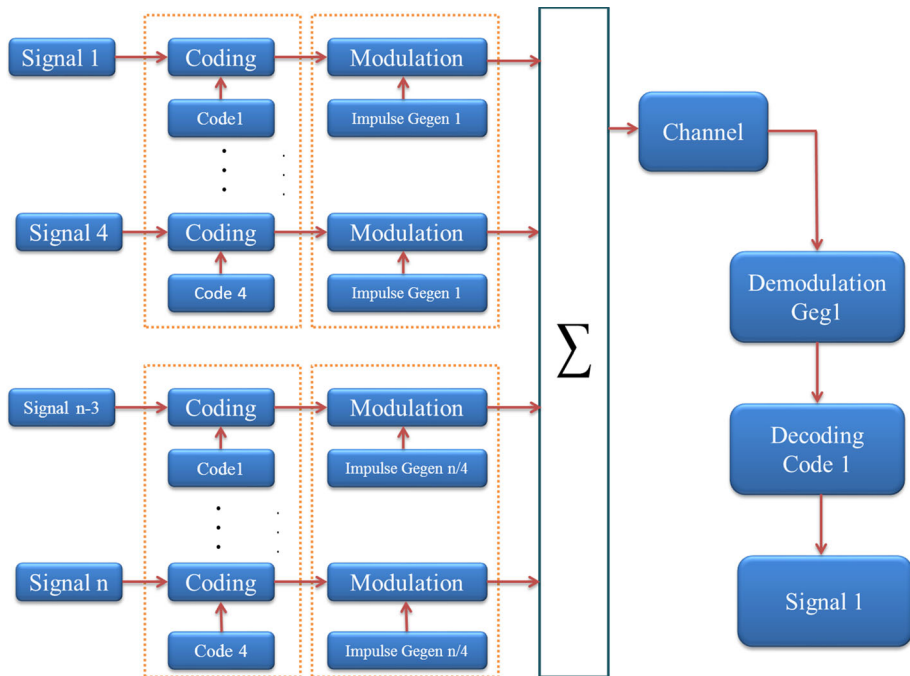 Signal 1
Coding
Modulation
Code1
Impulse Gegen 1
Signal 4
Coding
Modulation
Code 4
Impulse Gegen 1
Signal n-3
Coding
Modulation
Code1
Impulse Gegen n/4
Signal n
Coding
Modulation
Code 4
Impulse Gegen n/4
∑
Channel
Demodulation
Geg1
Decoding
Code 1
Signal 1